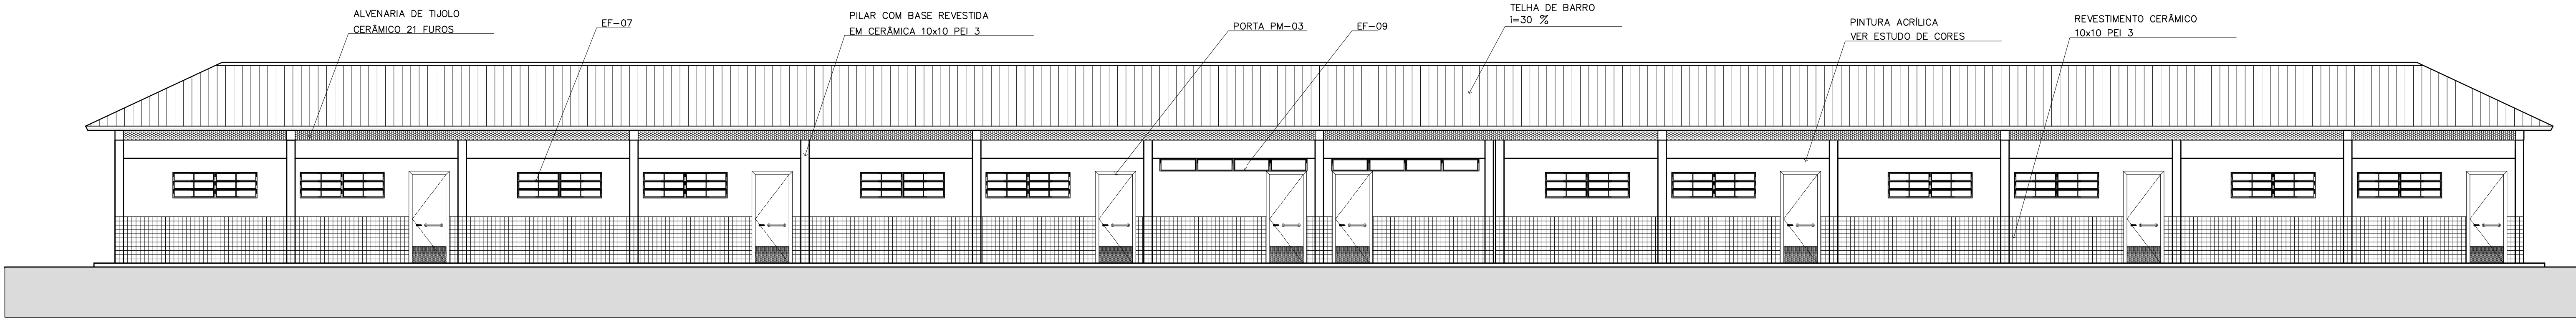 ALVENARIA DE TIJOLO
CERÂMICO 21 FUROS
EF-07
PILAR COM BASE REVESTIDA
EM CERÂMICA 10x10 PEI 3
PORTA PM-03
EF-09
TELHA DE BARRO
i=30 %
PINTURA ACRÍLICA
VER ESTUDO DE CORES
REVESTIMENTO CERÂMICO
10x10 PEI 3